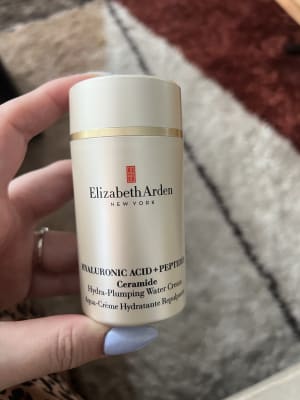 Elizabeth Arden
NEW YORK
HYALURONIC ACID + PEPTIDE
Ceramide
Hydra-Plumping Water Cream
Aqua-Crème Hydratante Repulpante